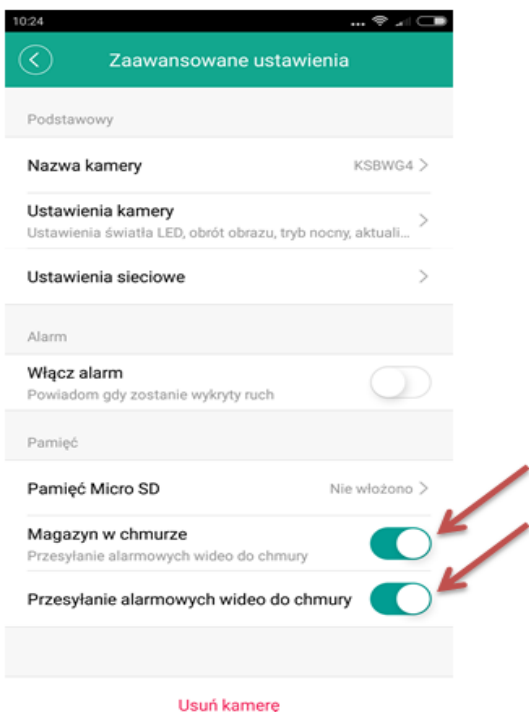 10:24
Zaawansowane ustawienia
Podstawowy
Nazwa kamery KSBWG4
Ustawienia kamery
Ustawienia światła LED, obrót obrazu, tryb nocny, aktuali...
Ustawienia sieciowe
Alarm
Włącz alarm
Powiadom gdy zostanie wykryty ruch
Pamięć
Pamięć Micro SD Nie włożono
Magazyn w chmurze
Przesyłanie alarmowych wideo do chmury
Przesyłanie alarmowych wideo do chmury
Usuń kamerę